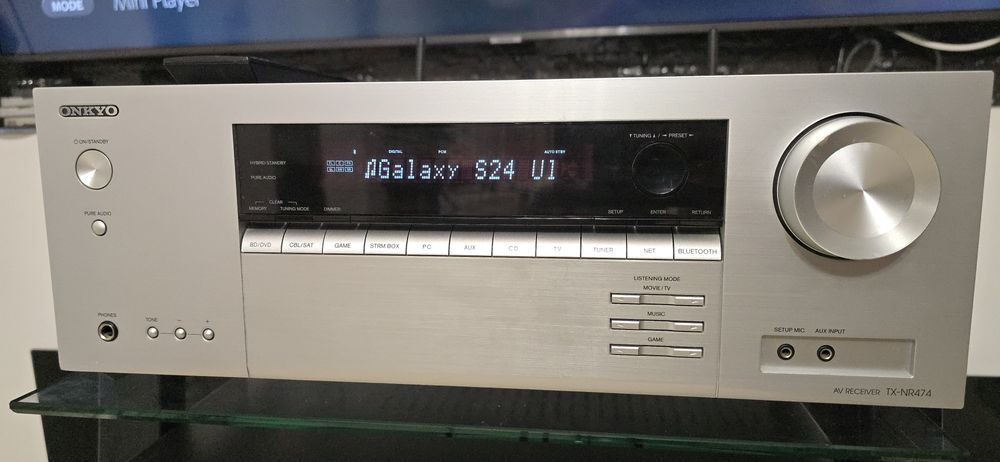 MODE
Mini Player
ONKYO
ON/STANDBY
TUNING / PRESET
DIGITAL PCM AUTO STBY
HYBRID STANDBY
PURE AUDIO
Galaxy S24 Ul
CLEAR
MEMORY TUNING MODE DIMMER
SETUP ENTER RETURN
PURE AUDIO
BD/DVD CBL/SAT GAME STRM BOX PC AUX CD TV TUNER NET BLUETOOTH
LISTENING MODE
MOVIE/TV
MUSIC
GAME
PHONES
TONE - +
SETUP MIC AUX INPUT
AV RECEIVER TX-NR474